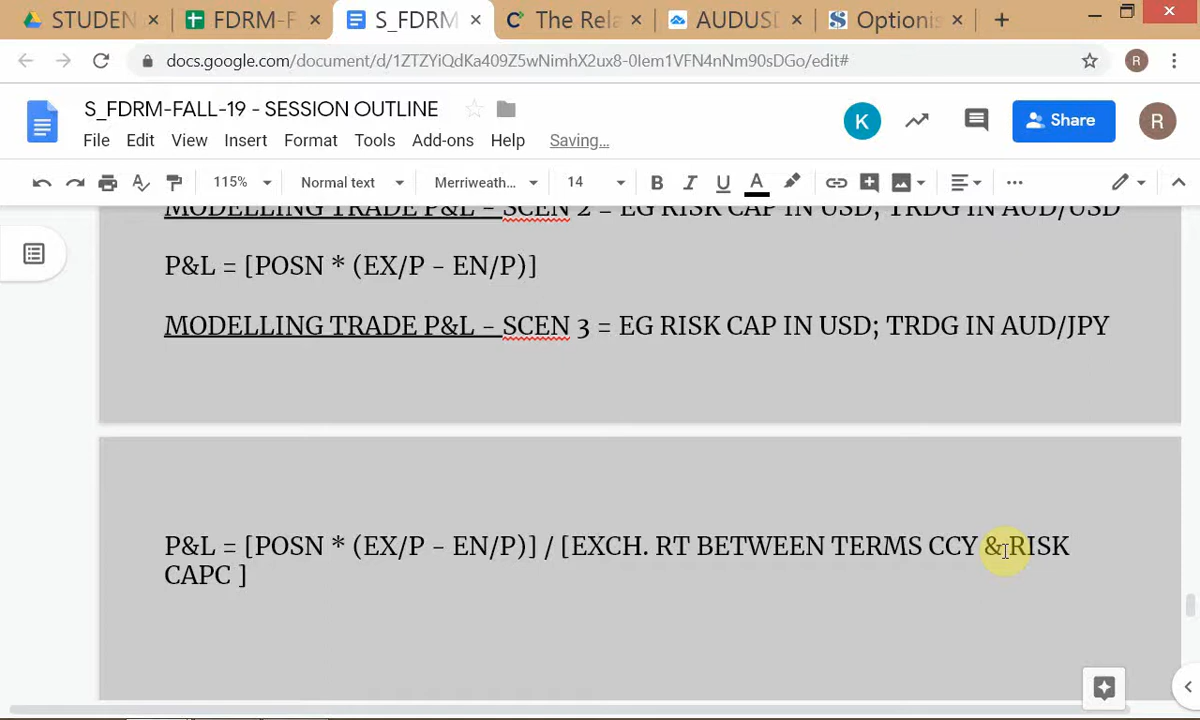 STUDEN
FDRM-F
S_FDRM
The Rela
AUDUSD
Optionis
docs.google.com/document/d/1ZTZYiQdKa409Z5wNimhX2ux8-0Iem1VFN4nNm90sDGo/edit#
R
S_FDRM-FALL-19 - SESSION OUTLINE
File Edit View Insert Format Tools Add-ons Help Saving...
K
Share
R
115% Normal text Merriweath... 14 B I U A
MODELLING TRADE P&L – SCEN 2 = EG RISK CAP IN USD; TRDG IN AUD/USD
P&L = [POSN * (EX/P - EN/P)]
MODELLING TRADE P&L – SCEN 3 = EG RISK CAP IN USD; TRDG IN AUD/JPY
P&L = [POSN * (EX/P - EN/P)] / [EXCH. RT BETWEEN TERMS CCY & RISK
CAPC ]